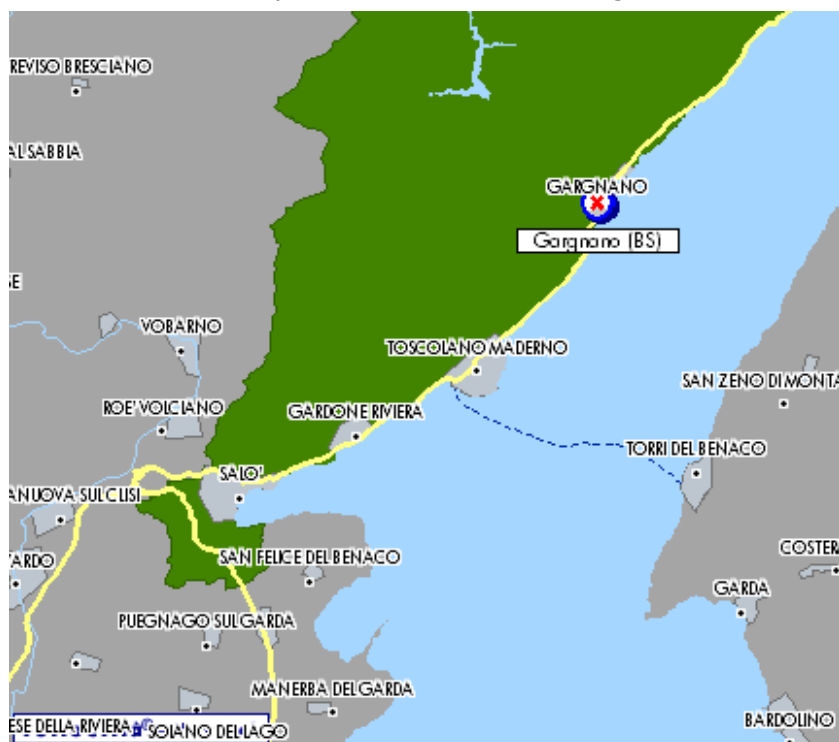 REVISO BRESCIANO
AL SABBIA
GARGNANO
Gargnano (BS)
SE
VOBARNO
TOSCOLANO MADERNO
SAN ZENO DI MONTA
ROE' VOLCIANO
GARDONE RIVIERA
TORRI DEL BENACO
SALO'
ANUOVA SUL CLISI
SAN FELICE DEL BENACO
COSTER
VARDO
GARDA
PUEGNAGO SUL GARDA
MANERBA DEL GARDA
BARDOLINO
ESE DELLA RIVIERA
SOIANO DEL LAGO